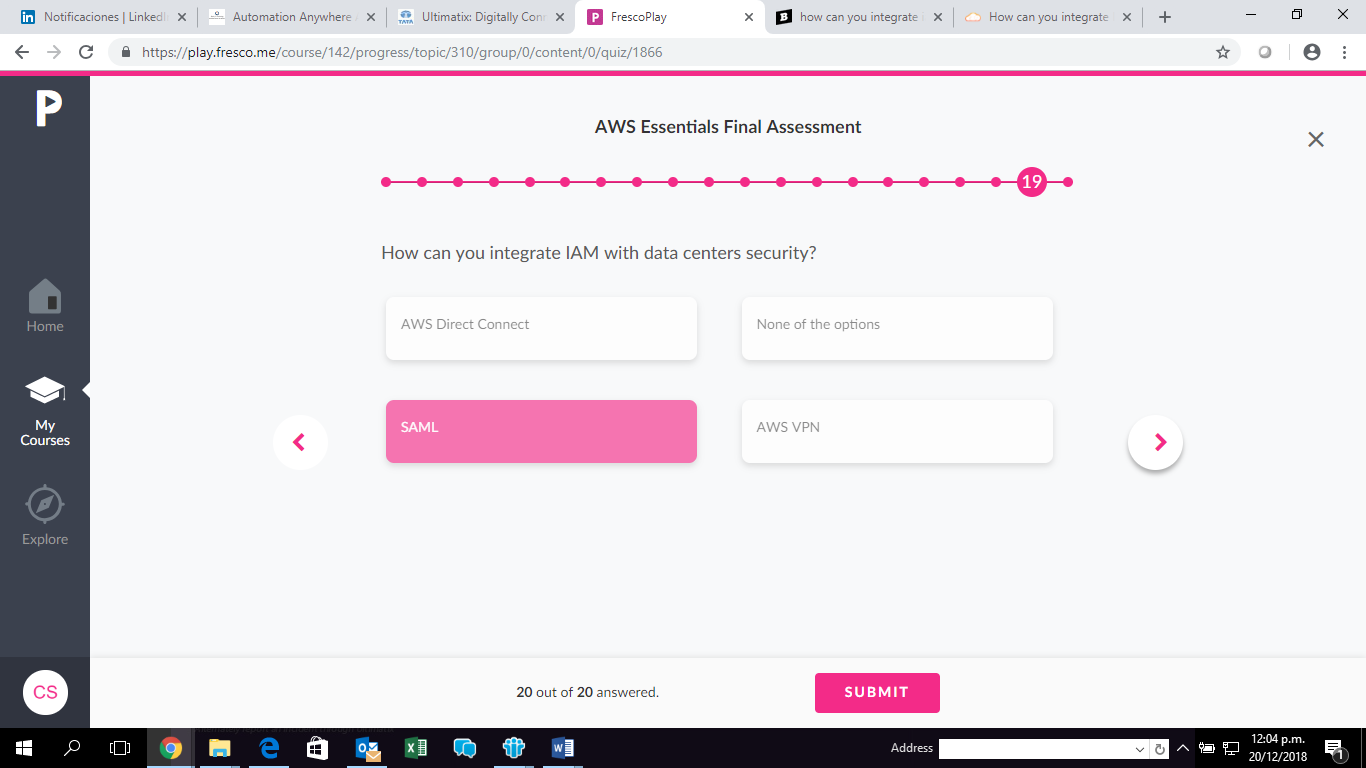 Notificaciones | LinkedI
Automation Anywhere
Ultimatix: Digitally Conn
FrescoPlay
how can you integrate
How can you integrate
https://play.fresco.me/course/142/progress/topic/310/group/0/content/0/quiz/1866
AWS Essentials Final Assessment
19
How can you integrate IAM with data centers security?
AWS Direct Connect
None of the options
SAML
AWS VPN
Home
My
Courses
Explore
CS
20 out of 20 answered.
SUBMIT
Address
12:04 p.m.
20/12/2018
1